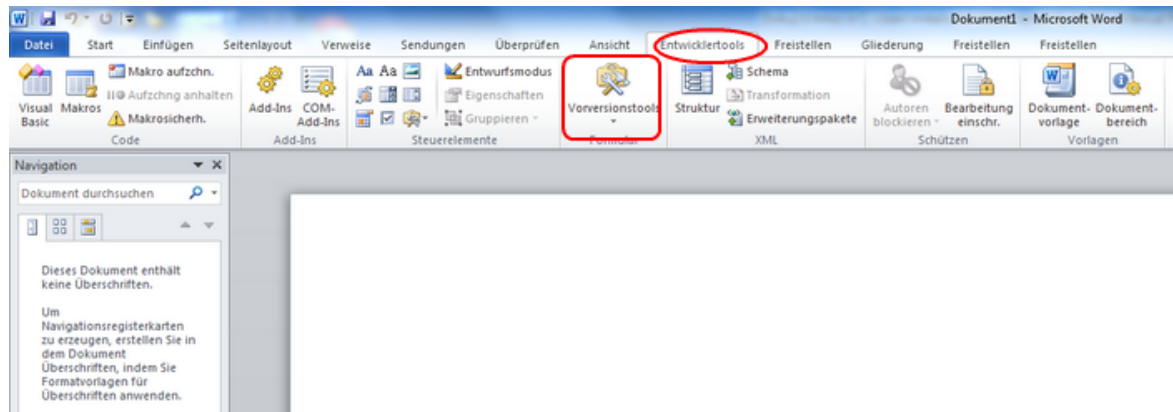 Dokument1 - Microsoft Word
Datei Start Einfügen Seitenlayout Verweise Sendungen Überprüfen Ansicht Entwicklertools Freistellen Gliederung Freistellen Freistellen
Visual Basic
Makros
Makro aufzchn.
Aufzchng anhalten
Makrosicherh.
Code
Add-Ins
COM-Add-Ins
Add-Ins
Aa Aa
Entwurfsmodus
Eigenschaften
Gruppieren
Steuerelemente
Vorversionstools
Formular
Struktur
Schema
Transformation
Erweiterungspakete
XML
Autoren blockieren
Bearbeitung einschr.
Schützen
Dokument-vorlage
Dokument-bereich
Vorlagen
Navigation
Dokument durchsuchen
Dieses Dokument enthält
keine Überschriften.
Um
Navigationsregisterkarten
zu erzeugen, erstellen Sie in
dem Dokument
Überschriften, indem Sie
Formatvorlagen für
Überschriften anwenden.